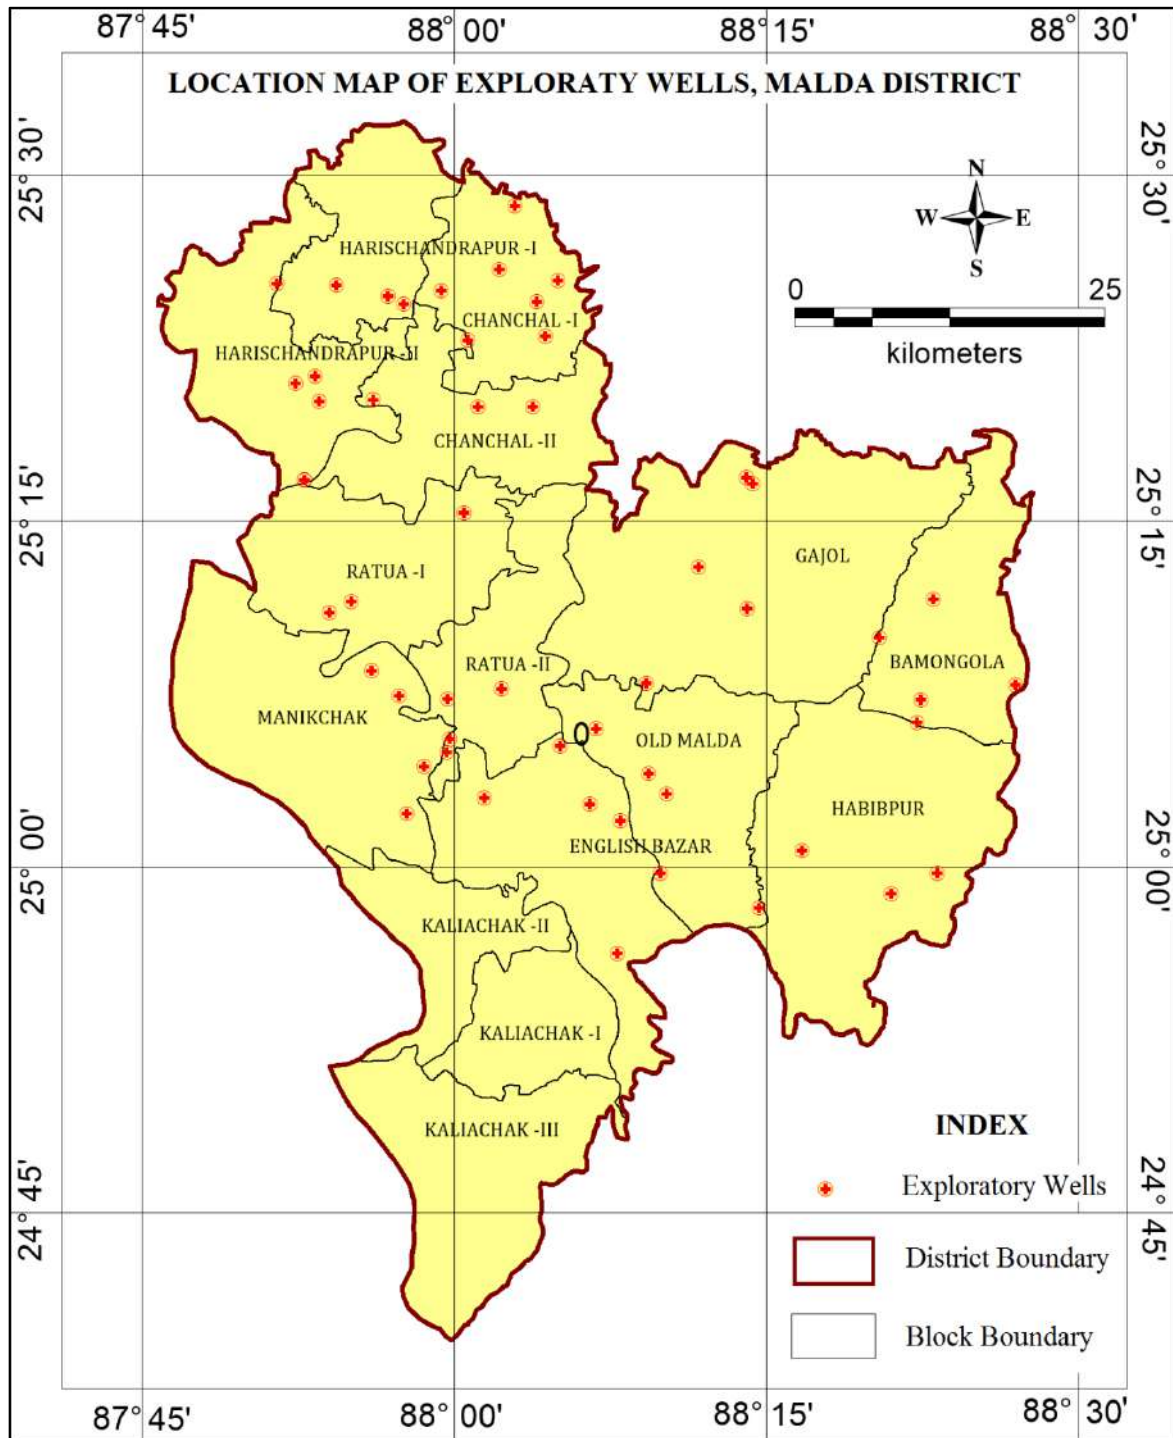 87° 45' 88° 00' 88° 15' 88° 30'
LOCATION MAP OF EXPLORATY WELLS, MALDA DISTRICT
25° 30'
25° 30'
N
W E
S
HARISCHANDRAPUR -I
0 25
kilometers
CHANCHAL -I
HARISCHANDRAPUR -II
CHANCHAL -II
25° 15'
25° 15'
GAJOL
RATUA -I
RATUA -II
BAMONGOLA
MANIKCHAK
0
OLD MALDA
HABIBPUR
ENGLISH BAZAR
25° 00'
25° 00'
KALIACHAK -II
KALIACHAK -I
KALIACHAK -III
INDEX
Exploratory Wells
24° 45'
24° 45'
District Boundary
Block Boundary
87° 45' 88° 00' 88° 15' 88° 30'